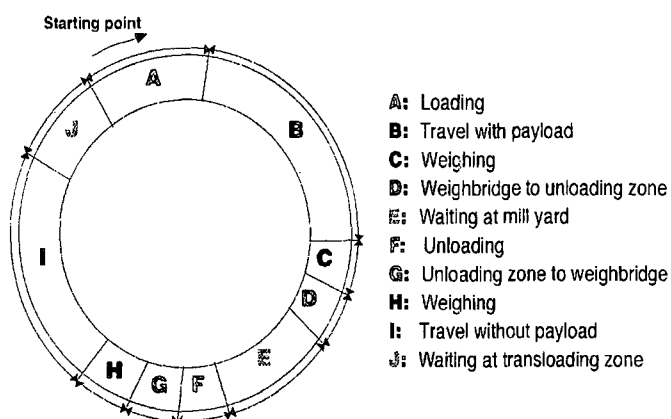 Starting point
A
B
C
D
E
F
G
H
I
J
A: Loading
B: Travel with payload
C: Weighing
D: Weighbridge to unloading zone
E: Waiting at mill yard
F: Unloading
G: Unloading zone to weighbridge
H: Weighing
I: Travel without payload
J: Waiting at transloading zone